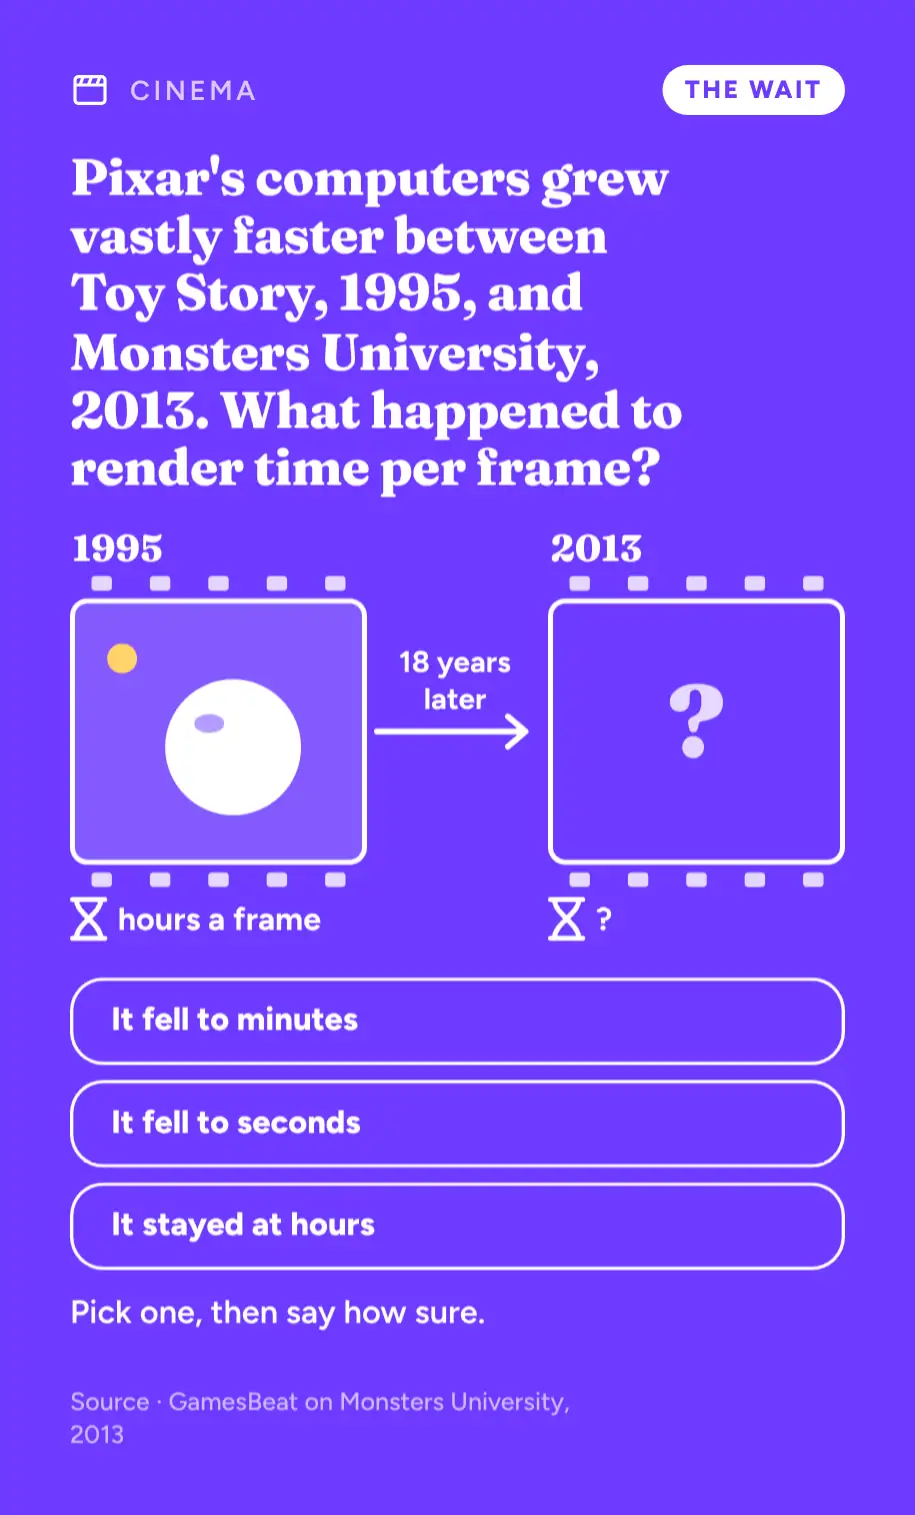 CINEMA
THE WAIT
Pixar's computers grew
vastly faster between
Toy Story, 1995, and
Monsters University,
2013. What happened to
render time per frame?
1995
2013
18 years
later
?
hours a frame
?
It fell to minutes
It fell to seconds
It stayed at hours
Pick one, then say how sure.
Source · GamesBeat on Monsters University,
2013